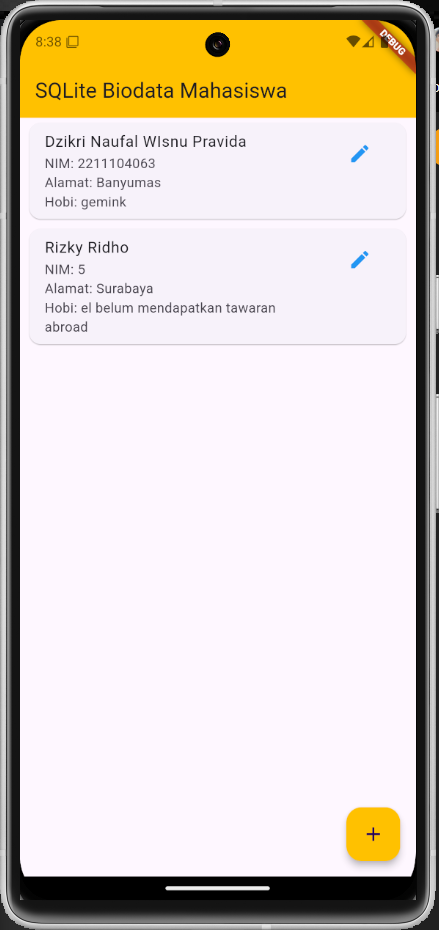 8:38
DEBUG
SQLite Biodata Mahasiswa
Dzikri Naufal WIsnu Pravida
NIM: 2211104063
Alamat: Banyumas
Hobi: gemink
Rizky Ridho
NIM: 5
Alamat: Surabaya
Hobi: el belum mendapatkan tawaran
abroad
+